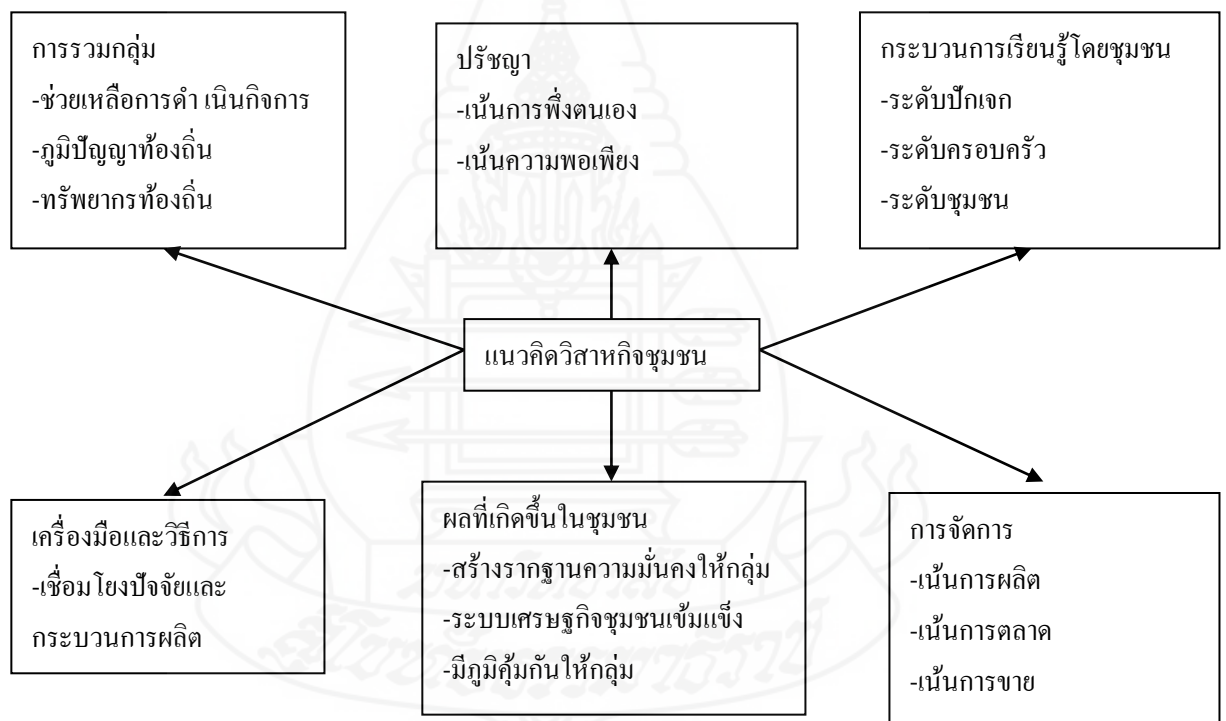 การรวมกลุ่ม
-ช่วยเหลือการดำ เนินกิจการ
-ภูมิปัญญาท้องถิ่น
-ทรัพยากรท้องถิ่น
ปรัชญา
-เน้นการพึ่งตนเอง
-เน้นความพอเพียง
กระบวนการเรียนรู้โดยชุมชน
-ระดับปักเจก
-ระดับครอบครัว
-ระดับชุมชน
แนวคิดวิสาหกิจชุมชน
เครื่องมือและวิธีการ
-เชื่อมโยงปัจจัยและ
กระบวนการผลิต
ผลที่เกิดขึ้นในชุมชน
-สร้างรากฐานความมั่นคงให้กลุ่ม
-ระบบเศรษฐกิจชุมชนเข้มแข็ง
-มีภูมิคุ้มกันให้กลุ่ม
การจัดการ
-เน้นการผลิต
-เน้นการตลาด
-เน้นการขาย